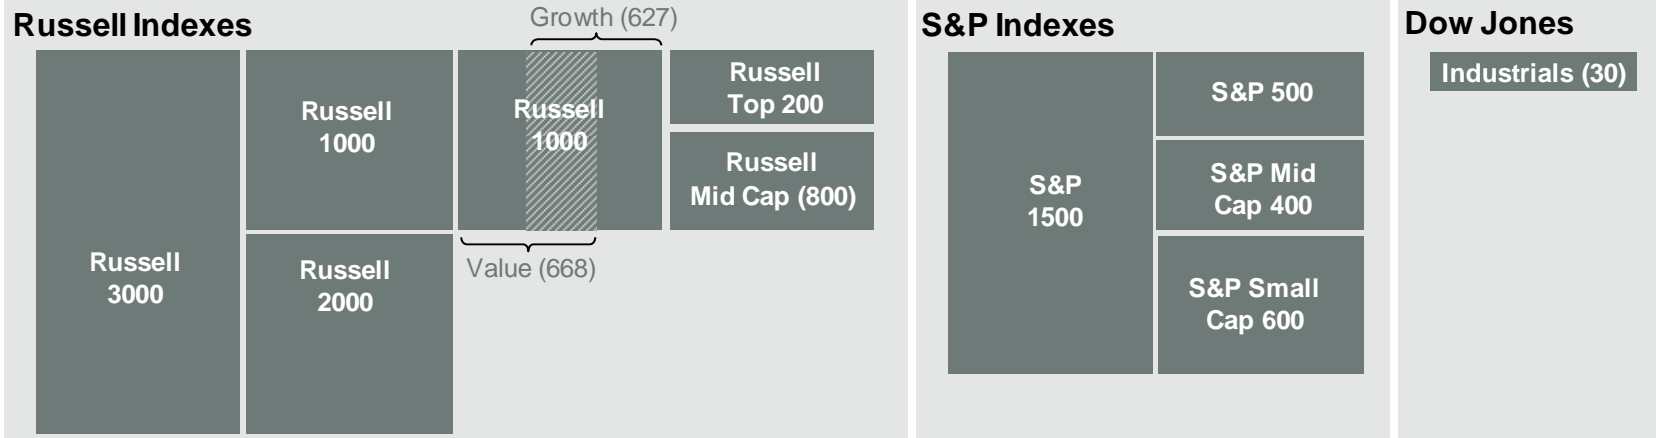 Russell Indexes
Growth (627)
Russell
3000
Russell
1000
Russell
2000
Russell
1000
Value (668)
Russell
Top 200
Russell
Mid Cap (800)
S&P Indexes
S&P
1500
S&P 500
S&P Mid
Cap 400
S&P Small
Cap 600
Dow Jones
Industrials (30)